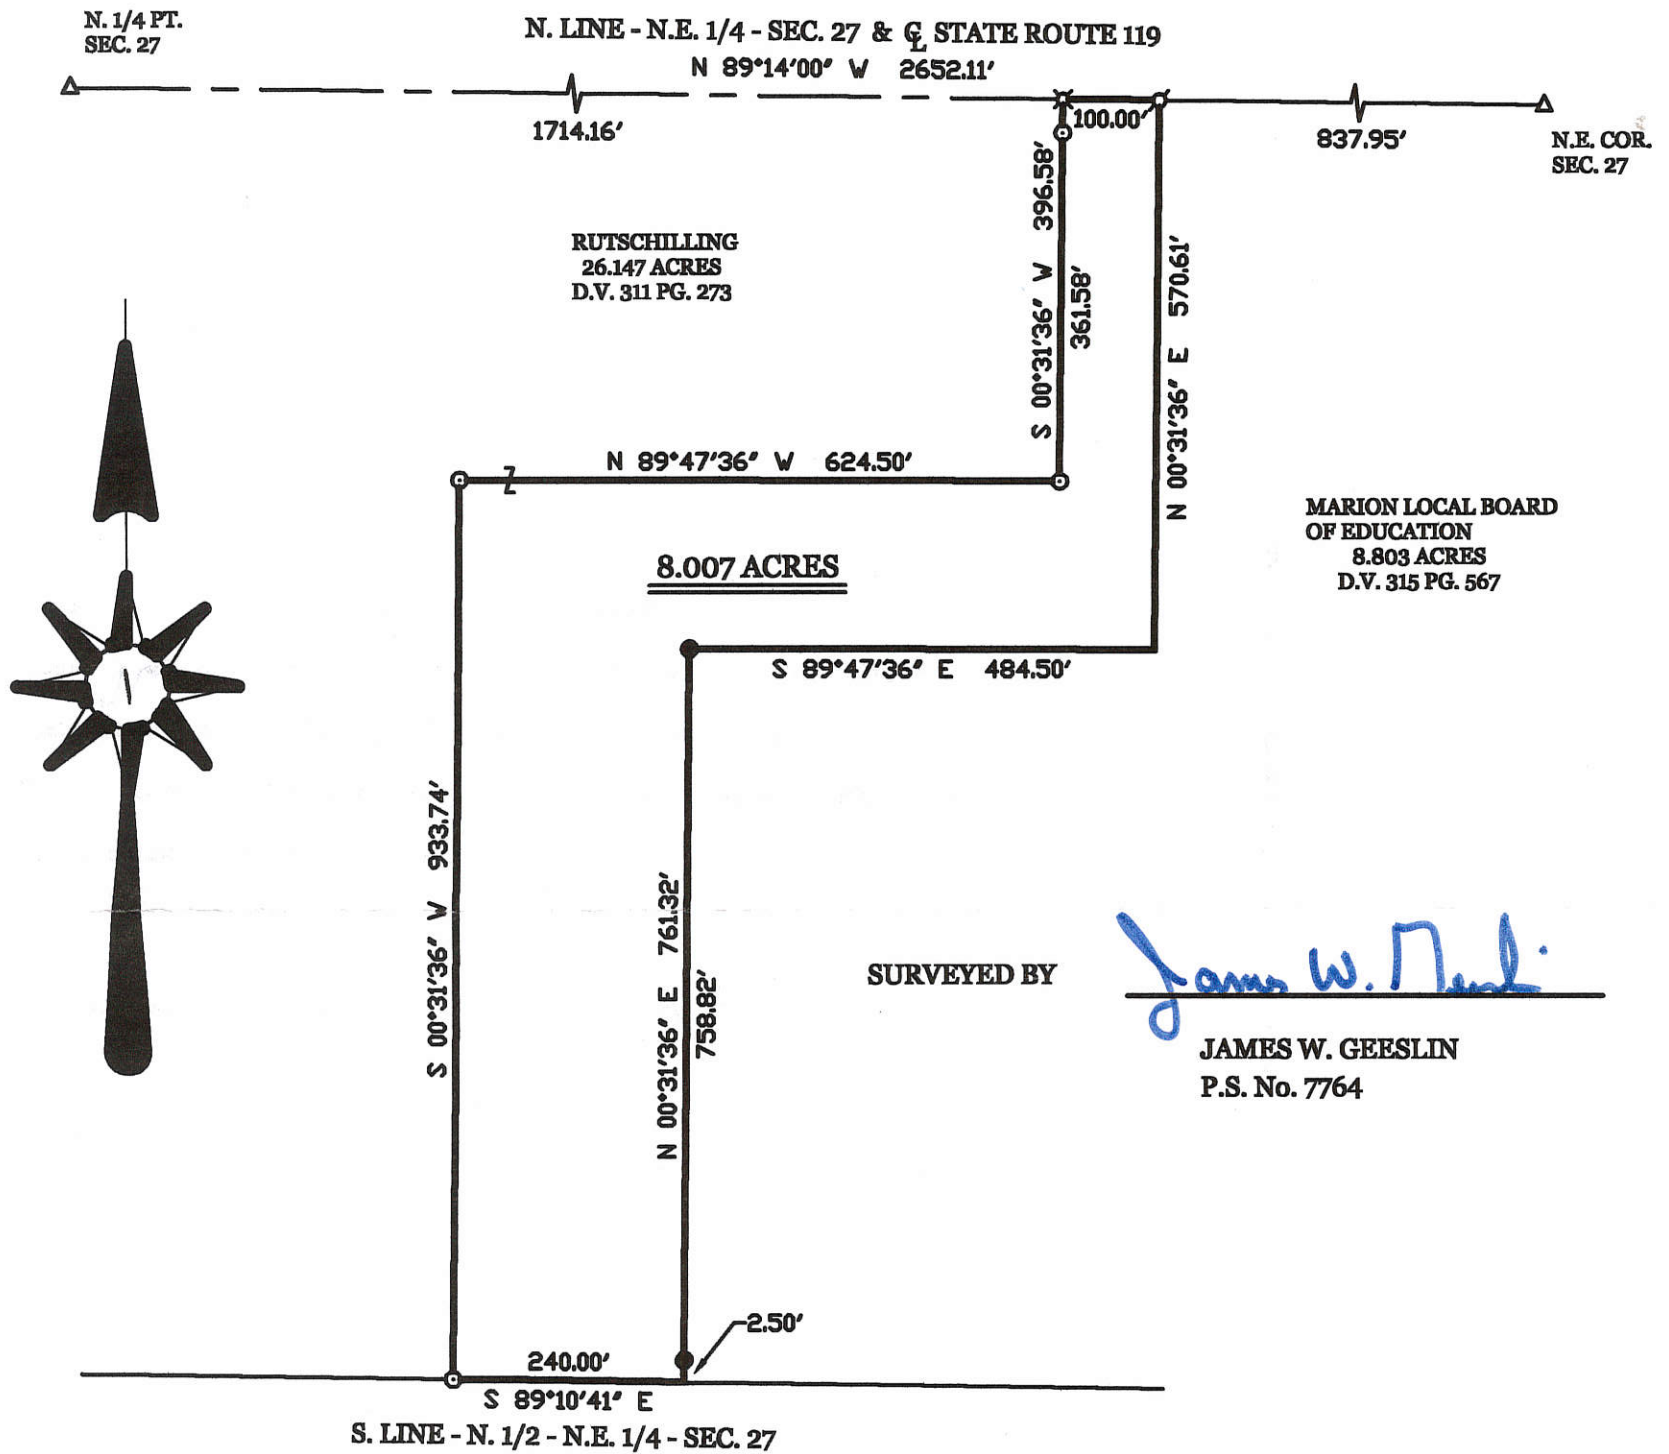 N. 1/4 PT.
SEC. 27
N. LINE - N.E. 1/4 - SEC. 27 & ℄ STATE ROUTE 119
N 89°14'00" W 2652.11'
1714.16'
100.00'
837.95'
N.E. COR.
SEC. 27
RUTSCHILLING
26.147 ACRES
D.V. 311 PG. 273
S 00°31'36" W 396.58'
361.58'
N 00°31'36" E 570.61'
N 89°47'36" W 624.50'
MARION LOCAL BOARD
OF EDUCATION
8.803 ACRES
D.V. 315 PG. 567
8.007 ACRES
S 89°47'36" E 484.50'
S 00°31'36" W 933.74'
N 00°31'36" E 761.32'
758.82'
SURVEYED BY
James W. Geeslin
JAMES W. GEESLIN
P.S. No. 7764
2.50'
240.00'
S 89°10'41" E
S. LINE - N. 1/2 - N.E. 1/4 - SEC. 27